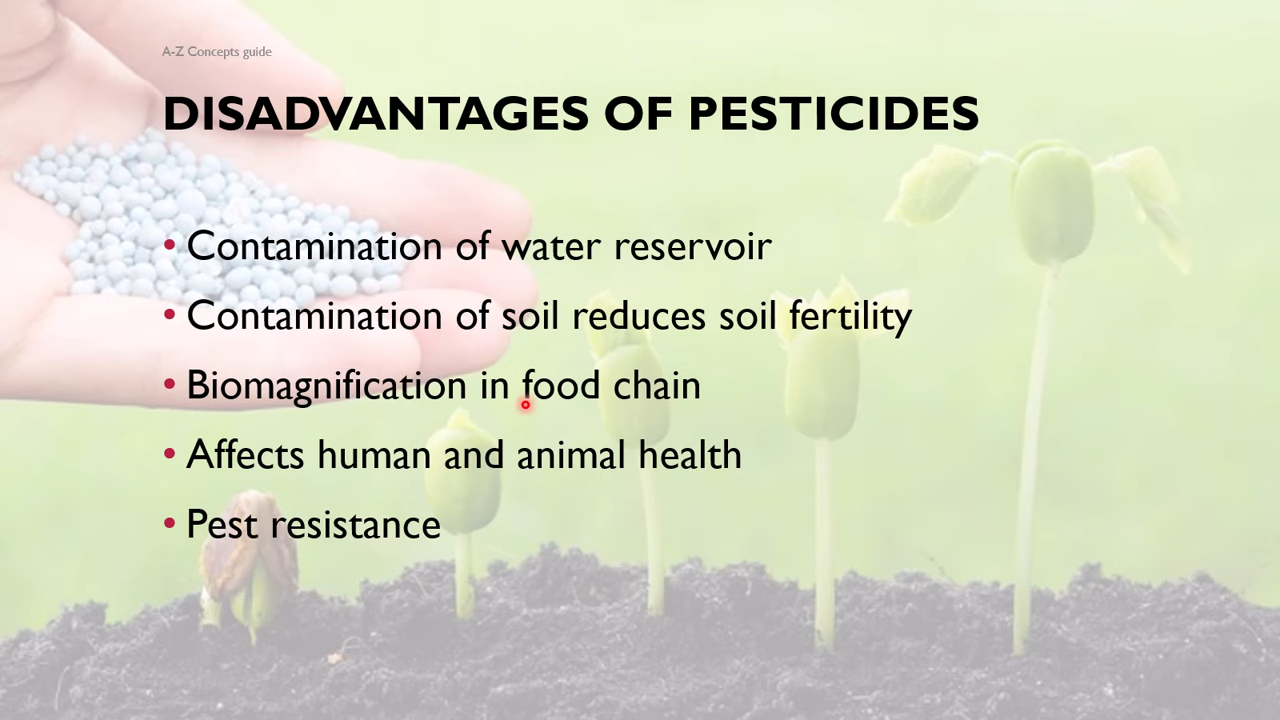 A-Z Concepts guide
DISADVANTAGES OF PESTICIDES
• Contamination of water reservoir
• Contamination of soil reduces soil fertility
• Biomagnification in food chain
• Affects human and animal health
• Pest resistance